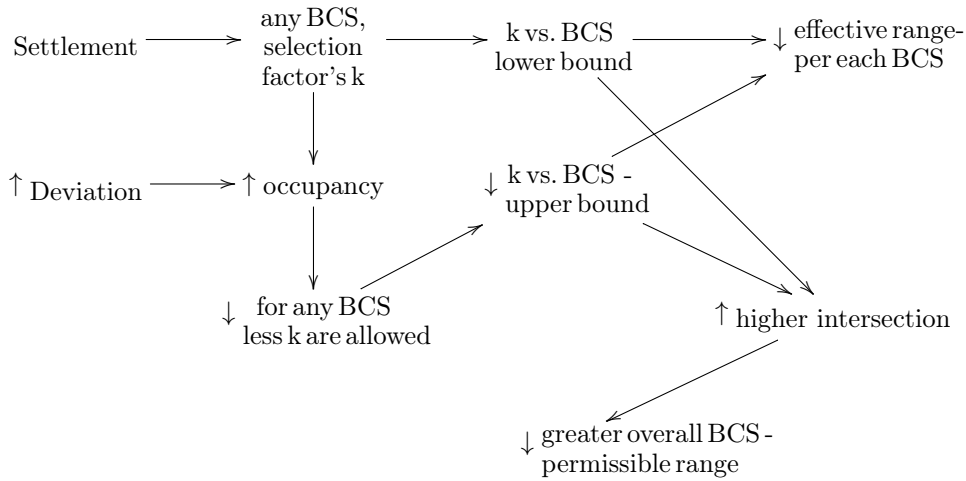 Settlement
any BCS,
selection
factor's k
k vs. BCS
lower bound
↓ effective range-
per each BCS
↑ Deviation
↑ occupancy
↓ k vs. BCS -
upper bound
↓ for any BCS
less k are allowed
↑ higher intersection
↓ greater overall BCS -
permissible range